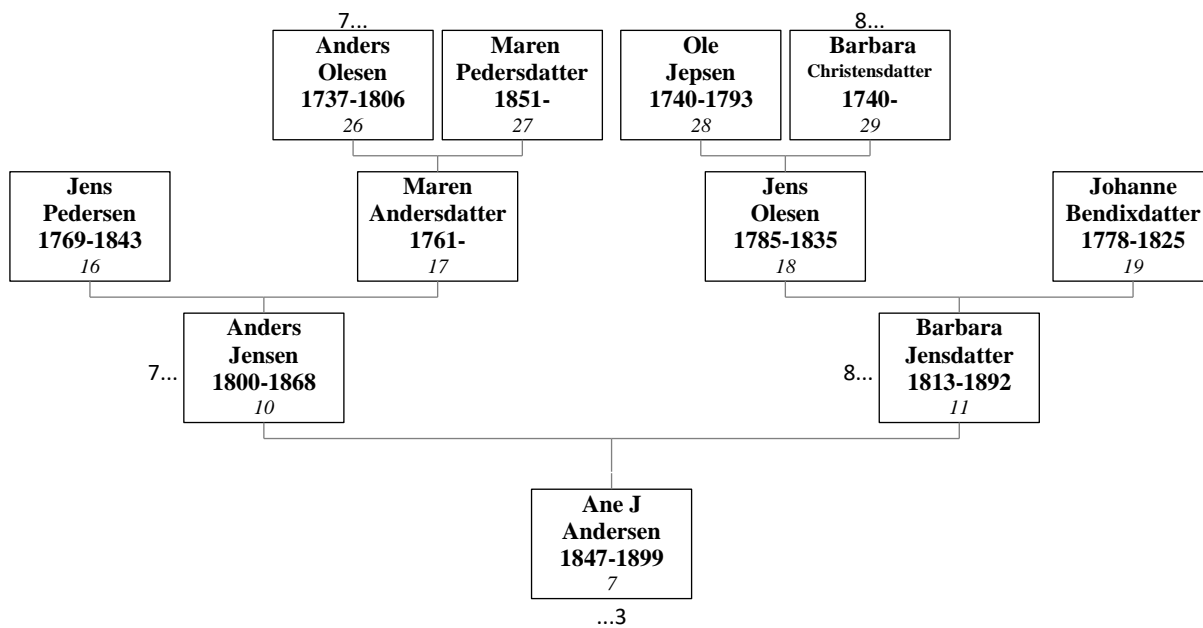 7...
8...
Anders
Olesen
1737-1806
26
Maren
Pedersdatter
1851-
27
Ole
Jepsen
1740-1793
28
Barbara
Christensdatter
1740-
29
Jens
Pedersen
1769-1843
16
Maren
Andersdatter
1761-
17
Jens
Olesen
1785-1835
18
Johanne
Bendixdatter
1778-1825
19
7...
Anders
Jensen
1800-1868
10
8...
Barbara
Jensdatter
1813-1892
11
Ane J
Andersen
1847-1899
7
...3